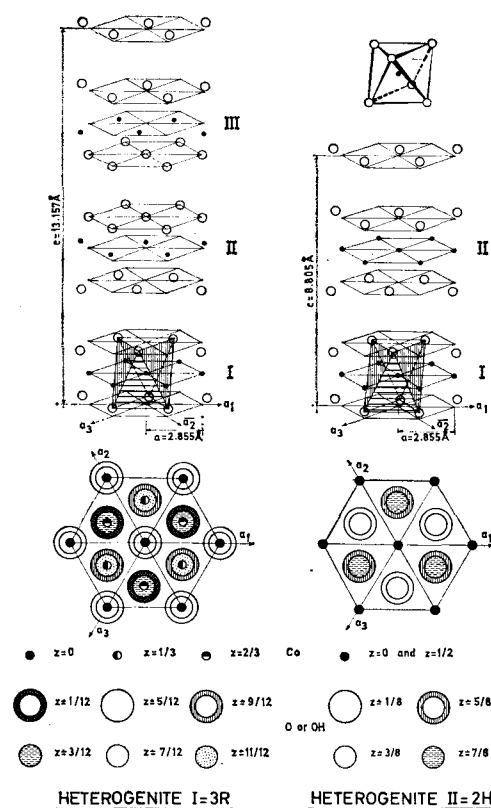 III
II
I
c=13.157Å
a₁
a₂
a₃
a=2.855Å
II
I
c=8.805Å
a₁
a₂
a₃
a=2.855Å
a₂
a₁
a₃
a₂
a₁
a₃
z=0 z=1/3 z=2/3 Co z=0 and z=1/2
z=1/12 z=5/12 z=9/12 z=1/8 z=5/8
O or OH
z=3/12 z=7/12 z=11/12 z=3/8 z=7/8
HETEROGENITE I=3R HETEROGENITE II=2H